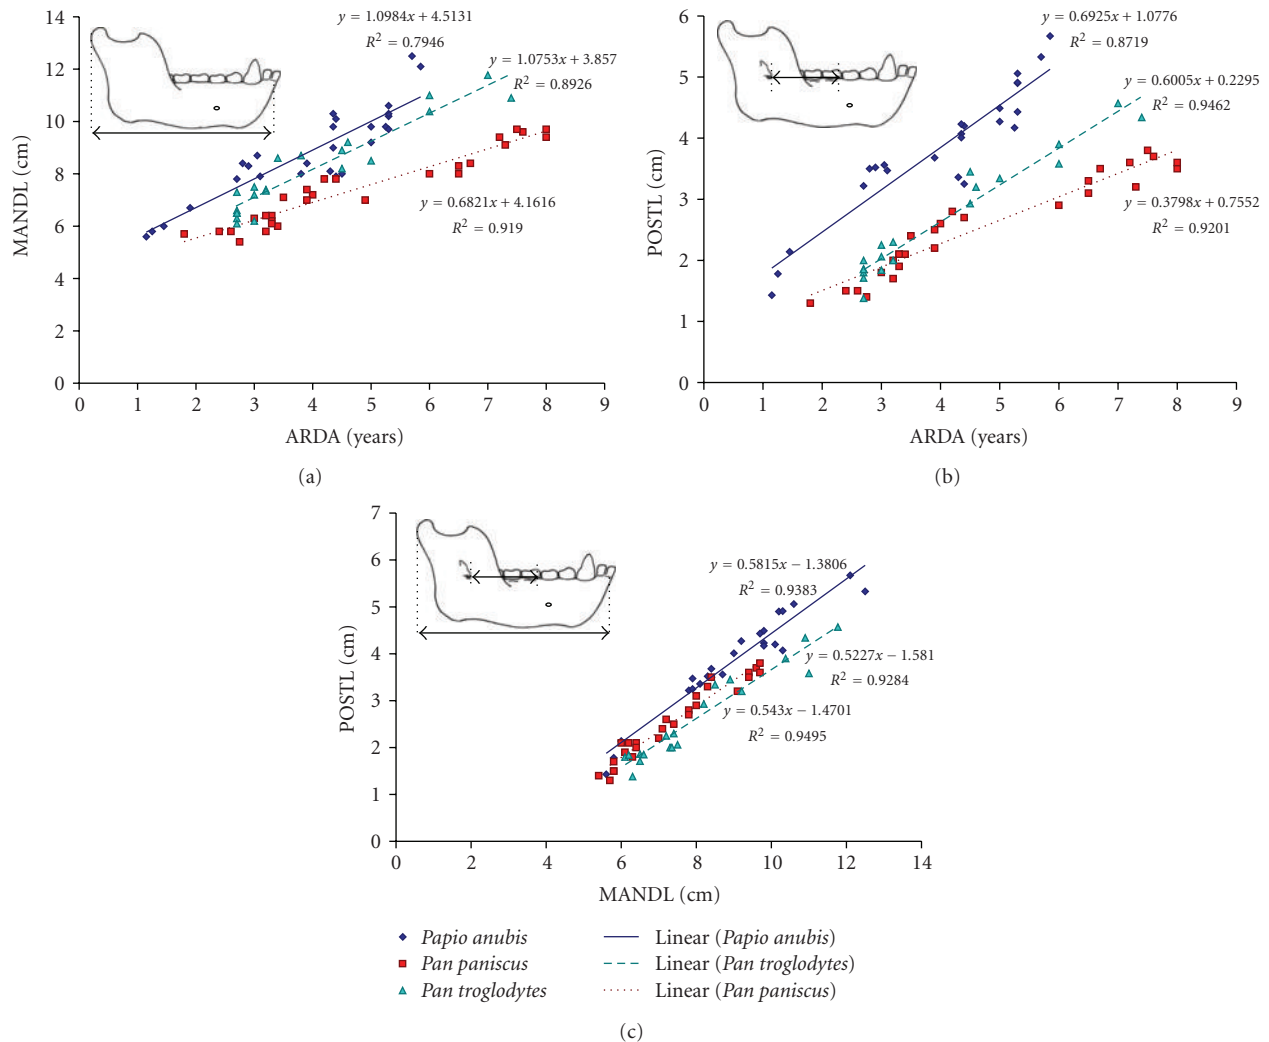 y = 1.0984x + 4.5131
R² = 0.7946
y = 1.0753x + 3.857
R² = 0.8926
y = 0.6821x + 4.1616
R² = 0.919
MANDL (cm)
14
12
10
8
6
4
2
0
0 1 2 3 4 5 6 7 8 9
ARDA (years)
(a)
y = 0.6925x + 1.0776
R² = 0.8719
y = 0.6005x + 0.2295
R² = 0.9462
y = 0.3798x + 0.7552
R² = 0.9201
POSTL (cm)
6
5
4
3
2
1
0
0 1 2 3 4 5 6 7 8 9
ARDA (years)
(b)
y = 0.5815x − 1.3806
R² = 0.9383
y = 0.5227x − 1.581
R² = 0.9284
y = 0.543x − 1.4701
R² = 0.9495
POSTL (cm)
7
6
5
4
3
2
1
0
0 2 4 6 8 10 12 14
MANDL (cm)
Papio anubis
Pan paniscus
Pan troglodytes
Linear (Papio anubis)
Linear (Pan troglodytes)
Linear (Pan paniscus)
(c)